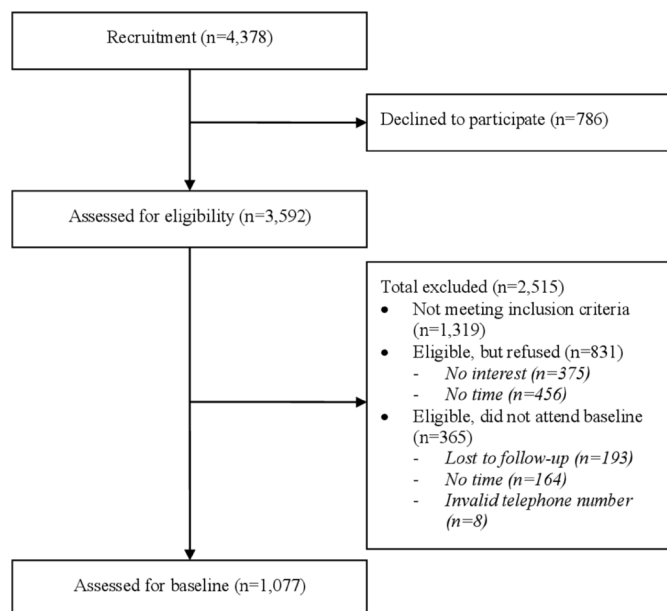 Recruitment (n=4,378)
Declined to participate (n=786)
Assessed for eligibility (n=3,592)
Total excluded (n=2,515)
• Not meeting inclusion criteria
(n=1,319)
• Eligible, but refused (n=831)
- No interest (n=375)
- No time (n=456)
• Eligible, did not attend baseline
(n=365)
- Lost to follow-up (n=193)
- No time (n=164)
- Invalid telephone number
(n=8)
Assessed for baseline (n=1,077)